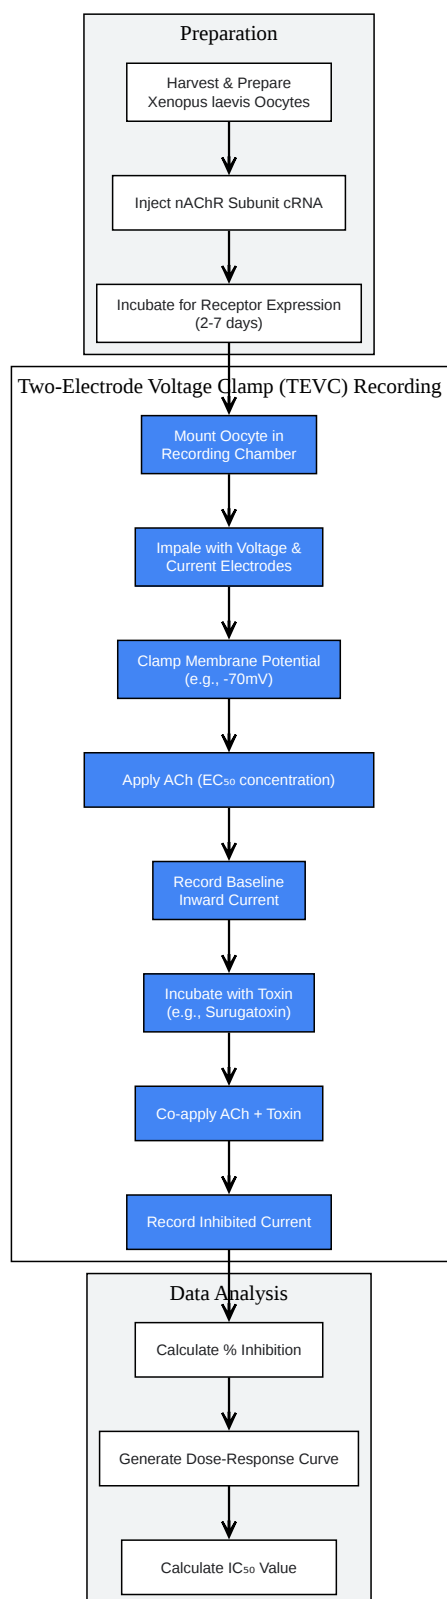 Preparation
Harvest & Prepare
Xenopus laevis Oocytes
Inject nAChR Subunit cRNA
Incubate for Receptor Expression
(2-7 days)
Two-Electrode Voltage Clamp (TEVC) Recording
Mount Oocyte in
Recording Chamber
Impale with Voltage &
Current Electrodes
Clamp Membrane Potential
(e.g., -70mV)
Apply ACh (EC₅₀ concentration)
Record Baseline
Inward Current
Incubate with Toxin
(e.g., Surugatoxin)
Co-apply ACh + Toxin
Record Inhibited Current
Data Analysis
Calculate % Inhibition
Generate Dose-Response Curve
Calculate IC₅₀ Value